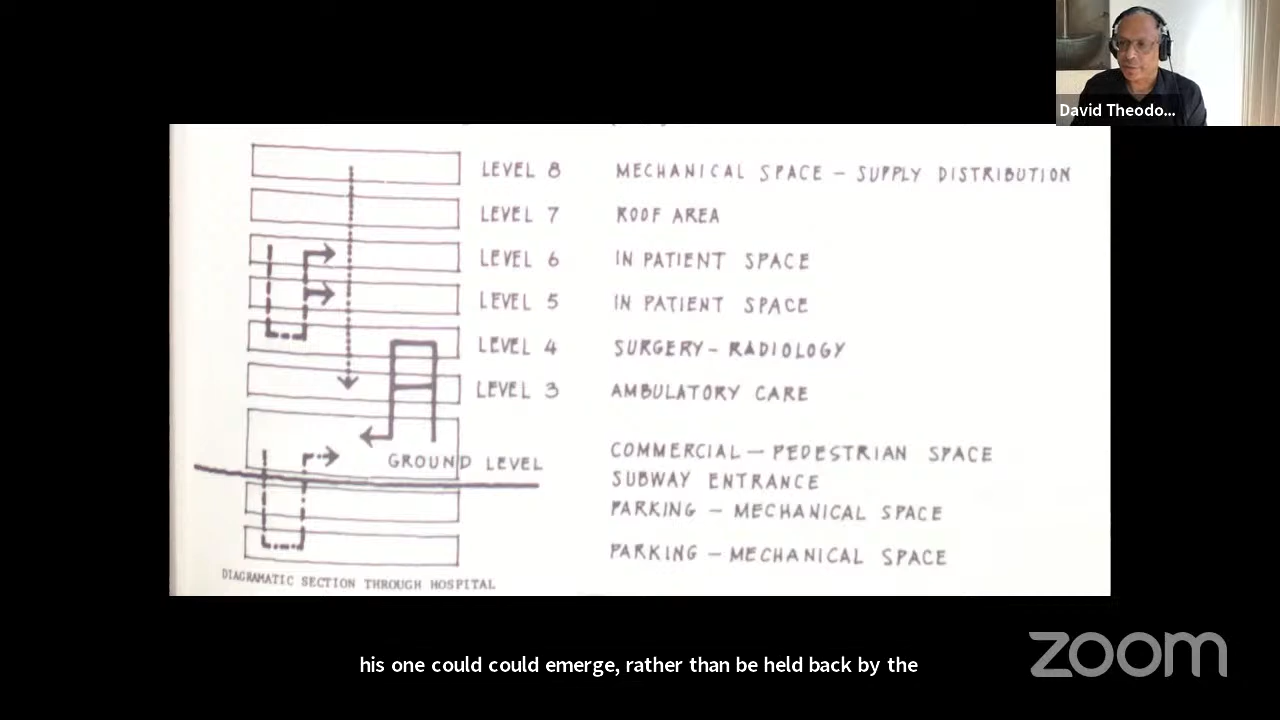 David Theodo...
LEVEL 8 MECHANICAL SPACE - SUPPLY DISTRIBUTION
LEVEL 7 ROOF AREA
LEVEL 6 IN PATIENT SPACE
LEVEL 5 IN PATIENT SPACE
LEVEL 4 SURGERY - RADIOLOGY
LEVEL 3 AMBULATORY CARE
COMMERCIAL - PEDESTRIAN SPACE
GROUND LEVEL
SUBWAY ENTRANCE
PARKING - MECHANICAL SPACE
PARKING - MECHANICAL SPACE
DIAGRAMATIC SECTION THROUGH HOSPITAL
his one could could emerge, rather than be held back by the
zoom